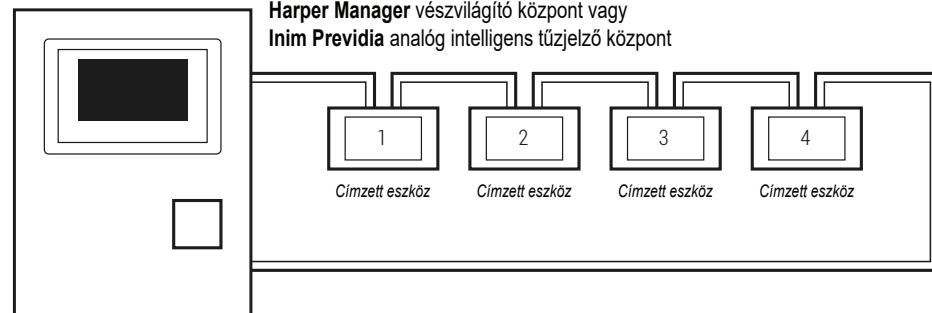 Harper Manager vészvilágító központ vagy
Inim Previdia analóg intelligens tűzjelző központ
1 2 3 4
Címzett eszköz Címzett eszköz Címzett eszköz Címzett eszköz